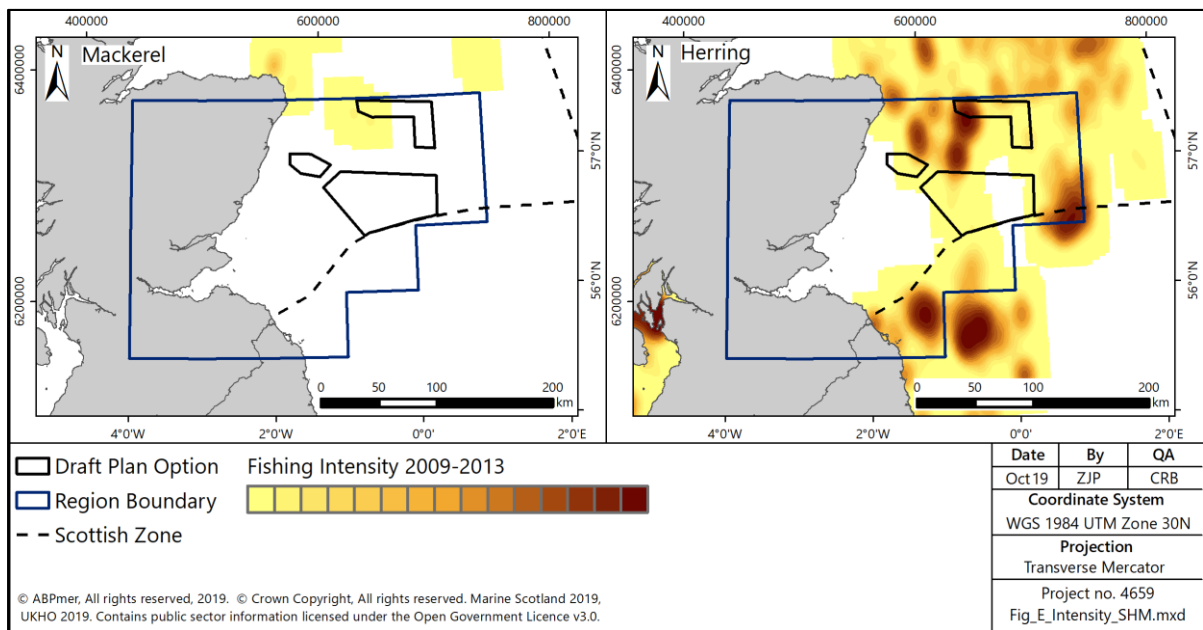 400000 600000 800000
400000 600000 800000
N
Mackerel
6400000
6200000
57°0'N
56°0'N
0 50 100 200
km
4°0'W 2°0'W 0°0' 2°0'E
N
Herring
6400000
6200000
57°0'N
56°0'N
0 50 100 200
km
4°0'W 2°0'W 0°0' 2°0'E
Draft Plan Option
Region Boundary
Scottish Zone
Fishing Intensity 2009-2013
Date By QA
Oct 19 ZJP CRB
Coordinate System
WGS 1984 UTM Zone 30N
Projection
Transverse Mercator
Project no. 4659
Fig_E_Intensity_SHM.mxd
© ABPmer, All rights reserved, 2019. © Crown Copyright, All rights reserved. Marine Scotland 2019,
UKHO 2019. Contains public sector information licensed under the Open Government Licence v3.0.